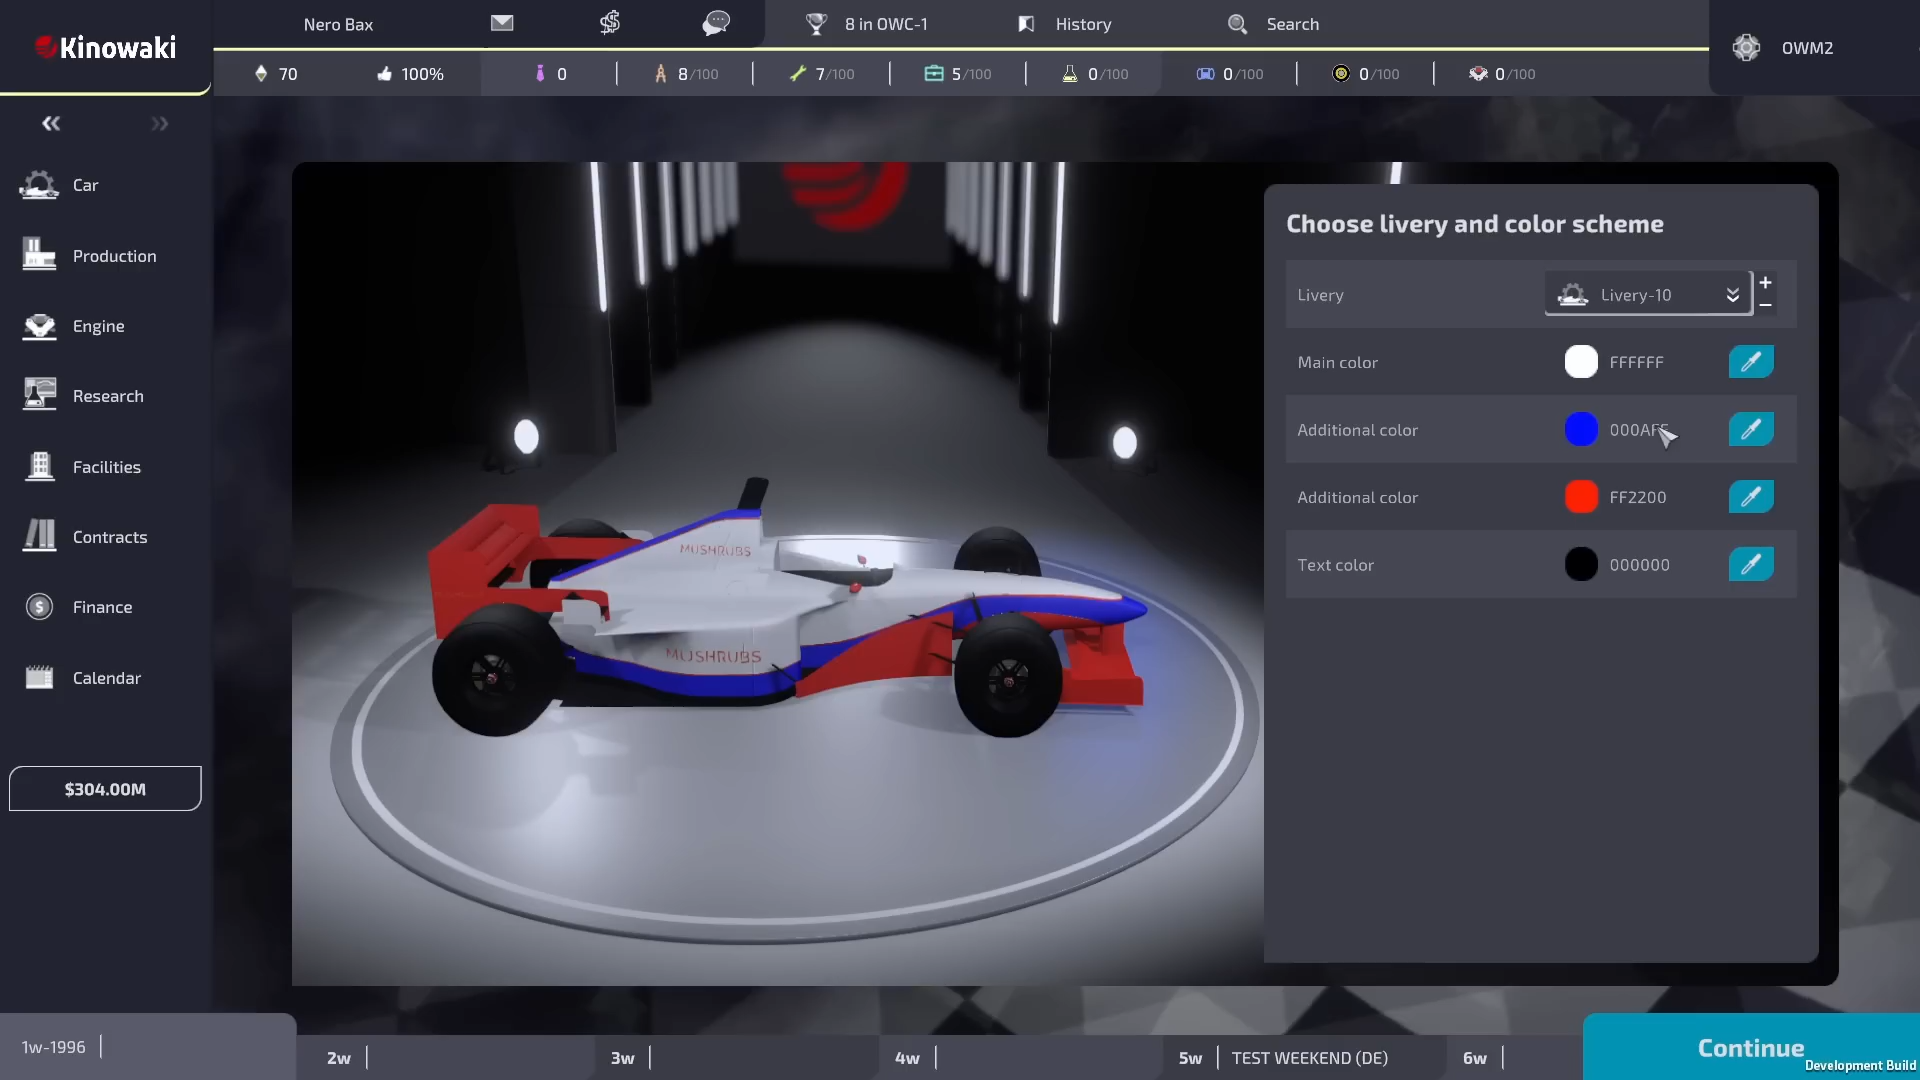 Kinowaki
Nero Bax
8 in OWC-1
History
Search
OWM2
70
100%
0
8/100
7/100
5/100
0/100
0/100
0/100
0/100
Car
Production
Engine
Research
Facilities
Contracts
Finance
Calendar
$304.00M
Choose livery and color scheme
Livery
Livery-10
Main color
FFFFFF
Additional color
Additional color
FF2200
Text color
000000
MUSHRUBS
MUSHRUBS
1w-1996
2w
3w
4w
5w
TEST WEEKEND (DE)
6w
Continue
Development Build